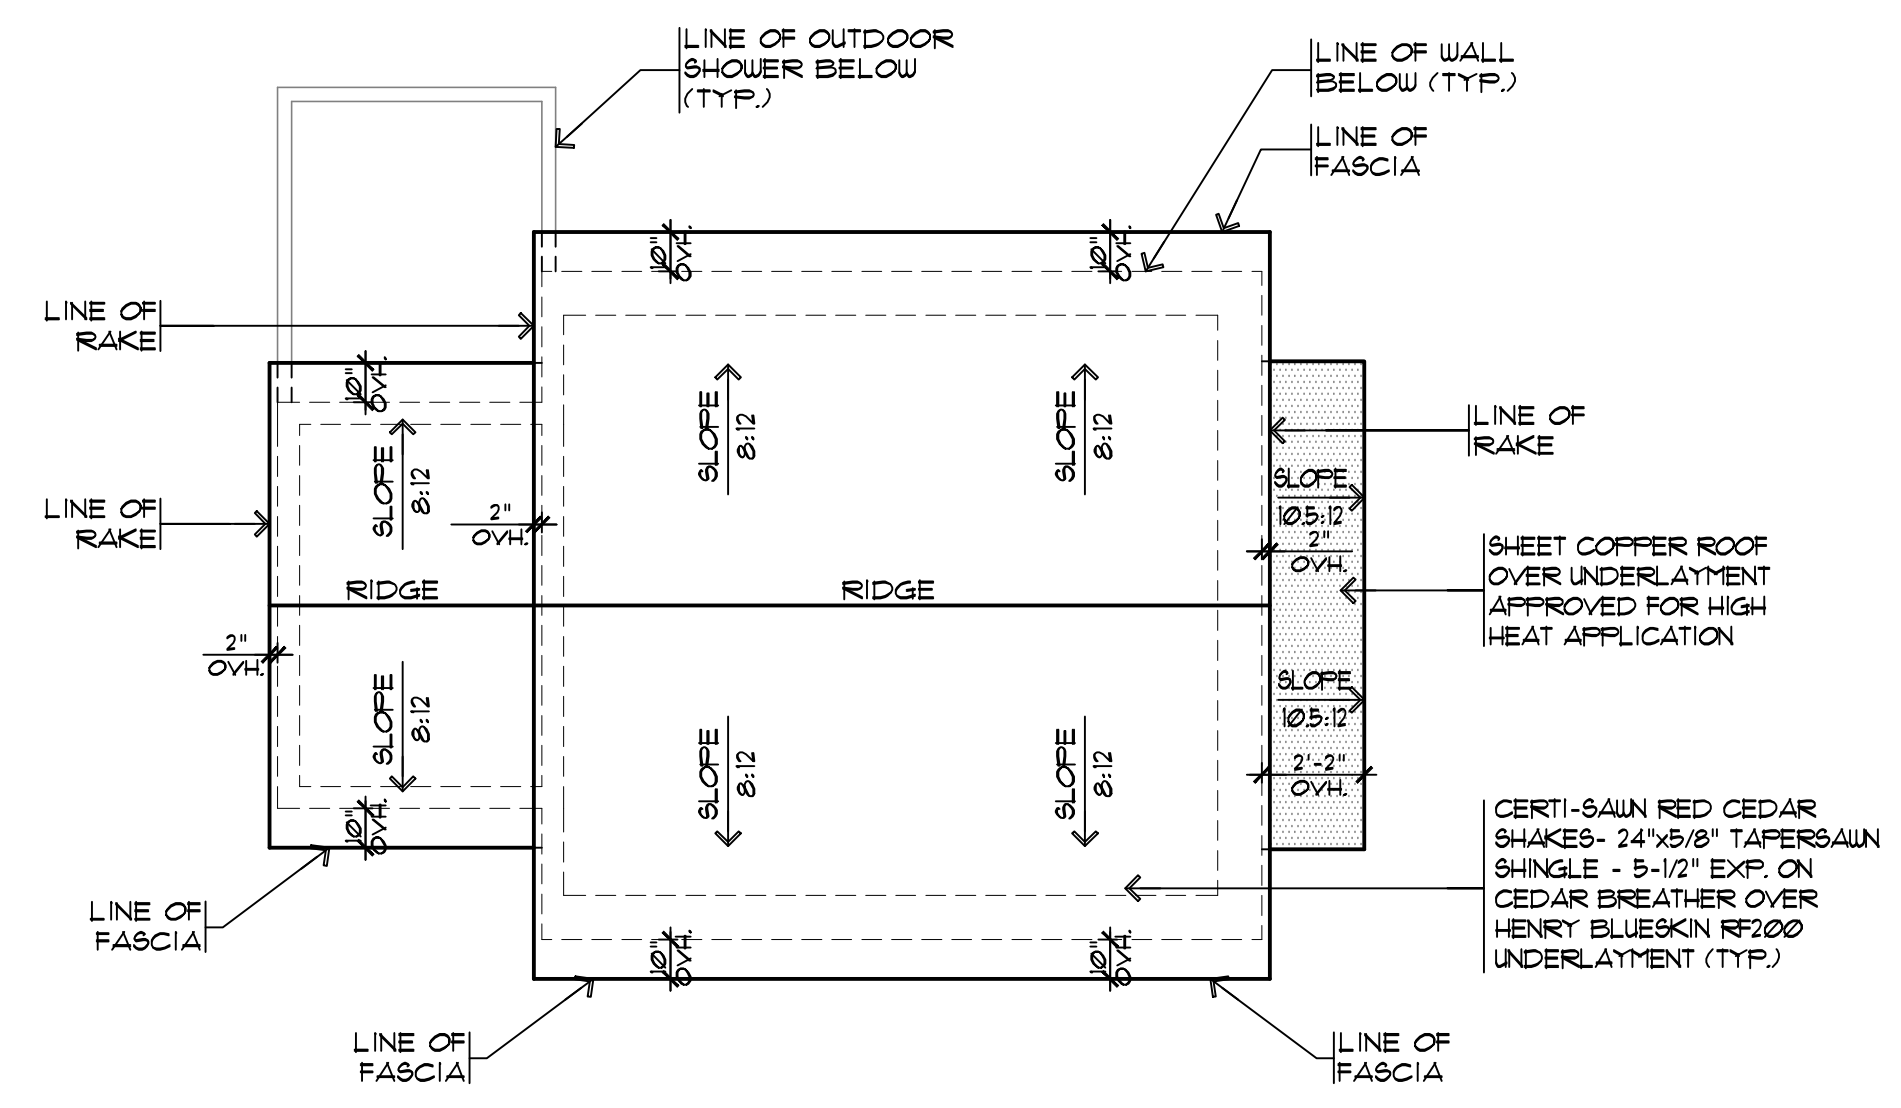 LINE OF OUTDOOR
SHOWER BELOW
(TYP.)
LINE OF WALL
BELOW (TYP.)
LINE OF
FASCIA
10"
OVH.
10"
OVH.
LINE OF
RAKE
10"
OVH.
SLOPE
8:12
SLOPE
8:12
SLOPE
8:12
LINE OF
RAKE
SLOPE
10.5:12
2"
OVH.
LINE OF
RAKE
2"
OVH.
SHEET COPPER ROOF
OVER UNDERLAYMENT
APPROVED FOR HIGH
HEAT APPLICATION
RIDGE
RIDGE
2"
OVH.
SLOPE
8:12
SLOPE
8:12
SLOPE
8:12
SLOPE
10.5:12
2'-2"
OVH.
10"
OVH.
CERTI-SAWN RED CEDAR
SHAKES- 24"x5/8" TAPERSAWN
SHINGLE - 5-1/2" EXP. ON
CEDAR BREATHER OVER
HENRY BLUESKIN RF200
UNDERLAYMENT (TYP.)
LINE OF
FASCIA
10"
OVH.
10"
OVH.
LINE OF
FASCIA
LINE OF
FASCIA